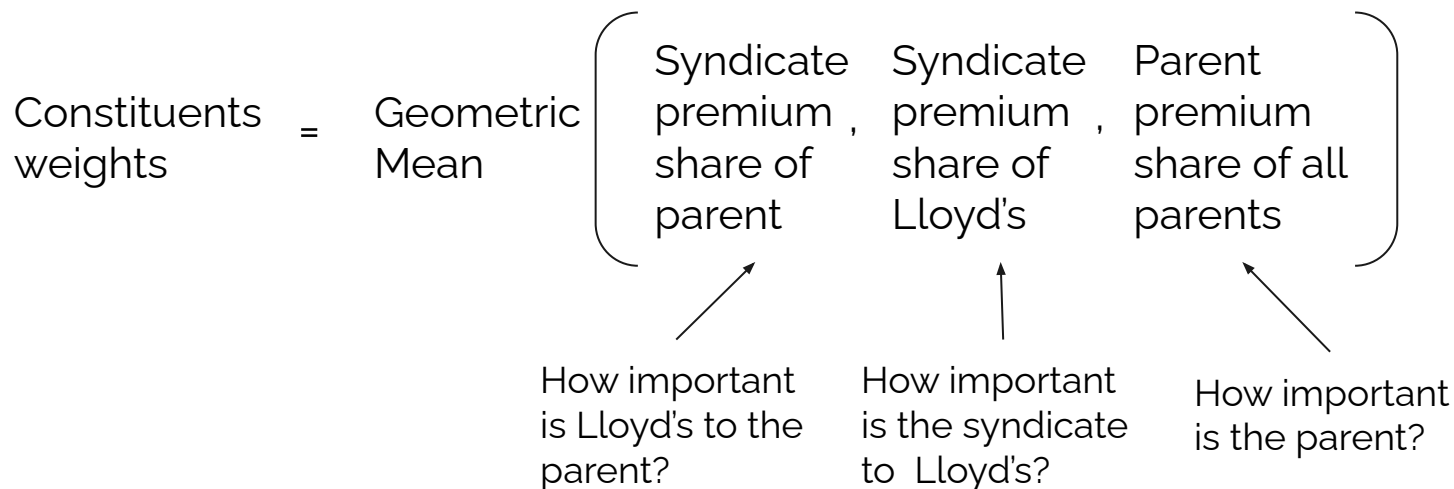 Constituents
weights
=
Geometric
Mean
Syndicate
premium
share of
parent
,
Syndicate
premium
share of
Lloyd's
,
Parent
premium
share of all
parents
How important
is Lloyd's to the
parent?
How important
is the syndicate
to Lloyd's?
How important
is the parent?